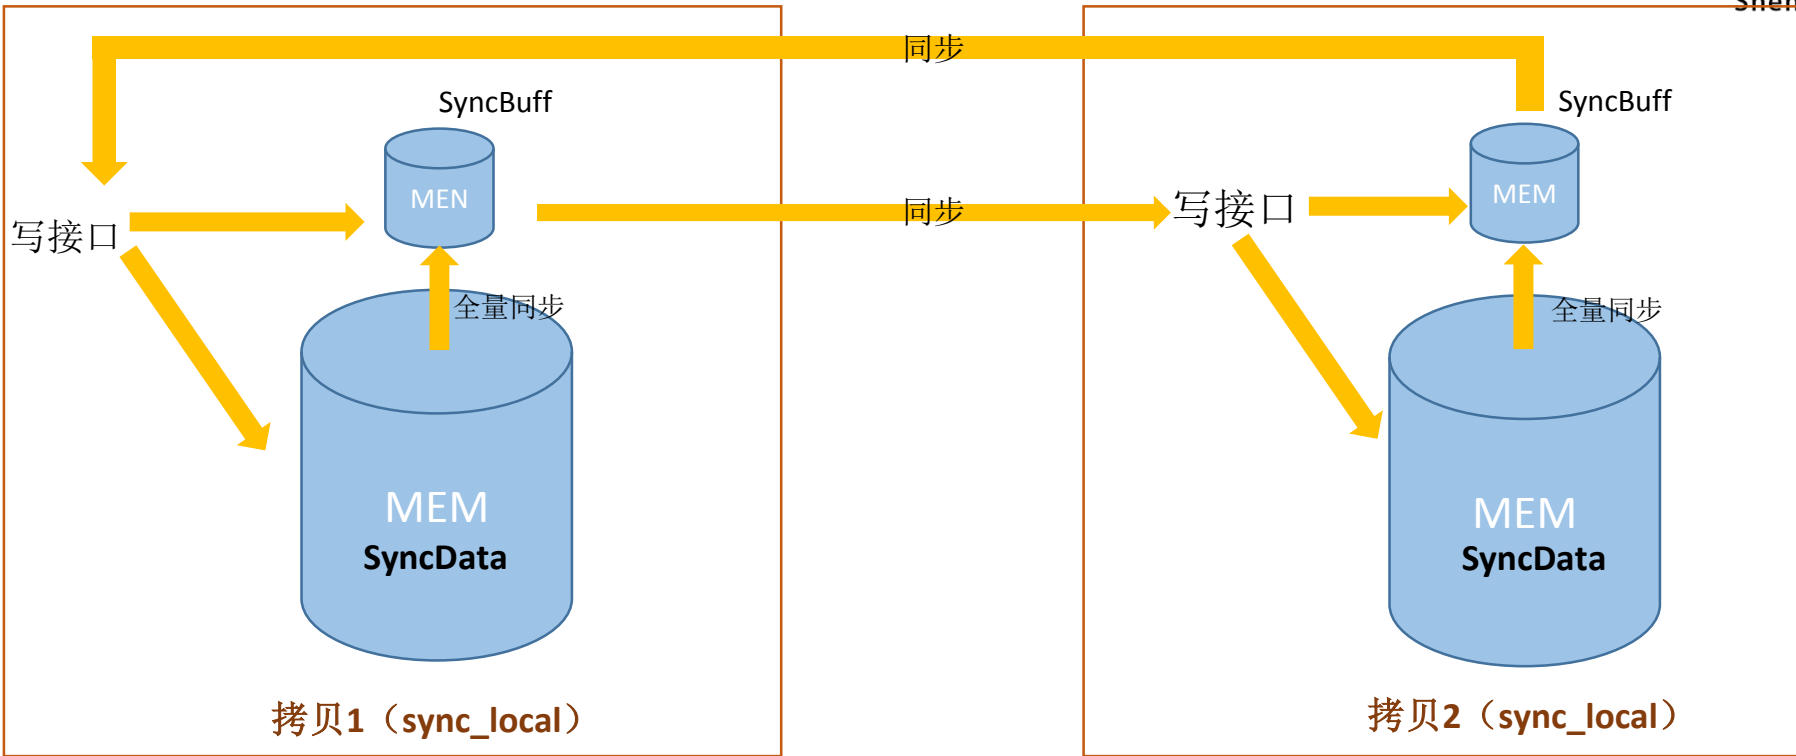 同步
SyncBuff
MEN
写接口
全量同步
MEM
SyncData
拷贝1（sync_local）
同步
SyncBuff
MEM
写接口
全量同步
MEM
SyncData
拷贝2（sync_local）